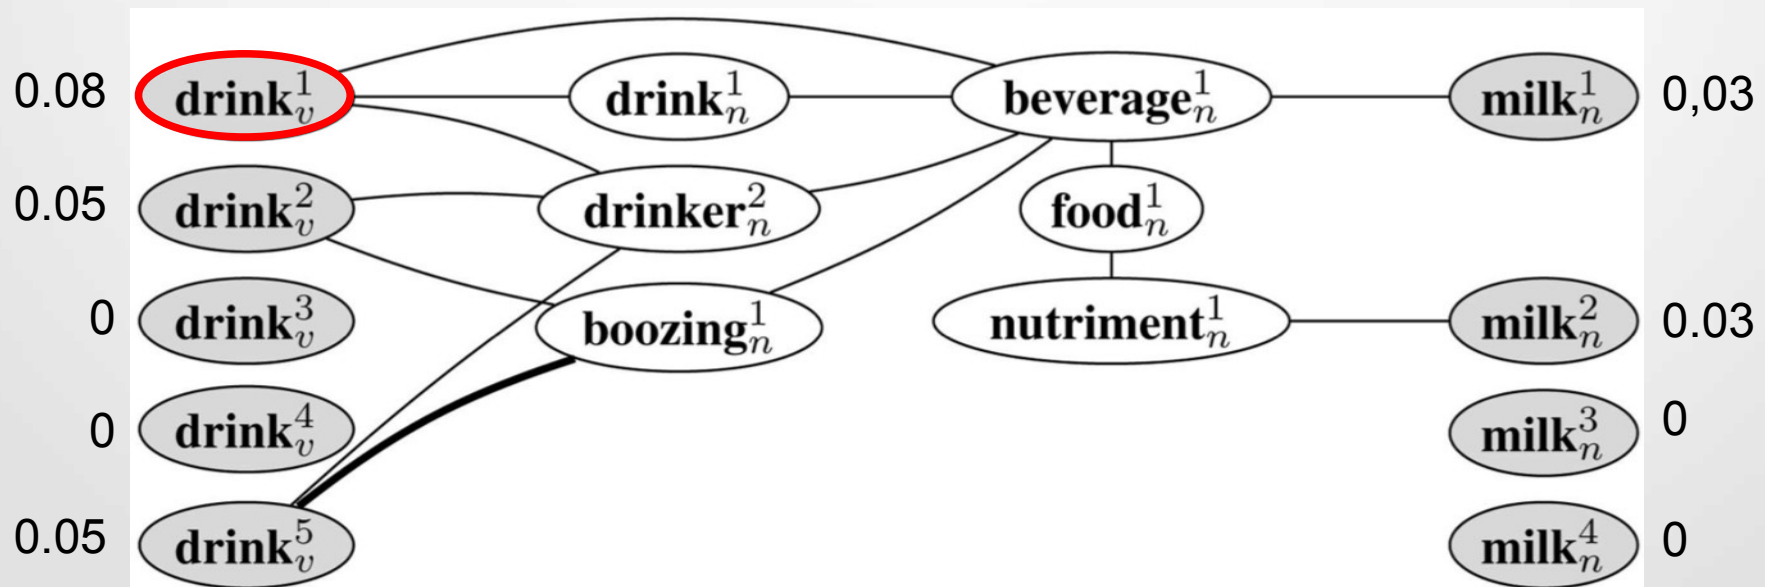 0.08 drink¹ᵥ drink¹ₙ beverage¹ₙ milk¹ₙ 0,03
0.05 drink²ᵥ drinker²ₙ food¹ₙ
0 drink³ᵥ boozing¹ₙ nutriment¹ₙ milk²ₙ 0.03
0 drink⁴ᵥ milk³ₙ 0
0.05 drink⁵ᵥ milk⁴ₙ 0